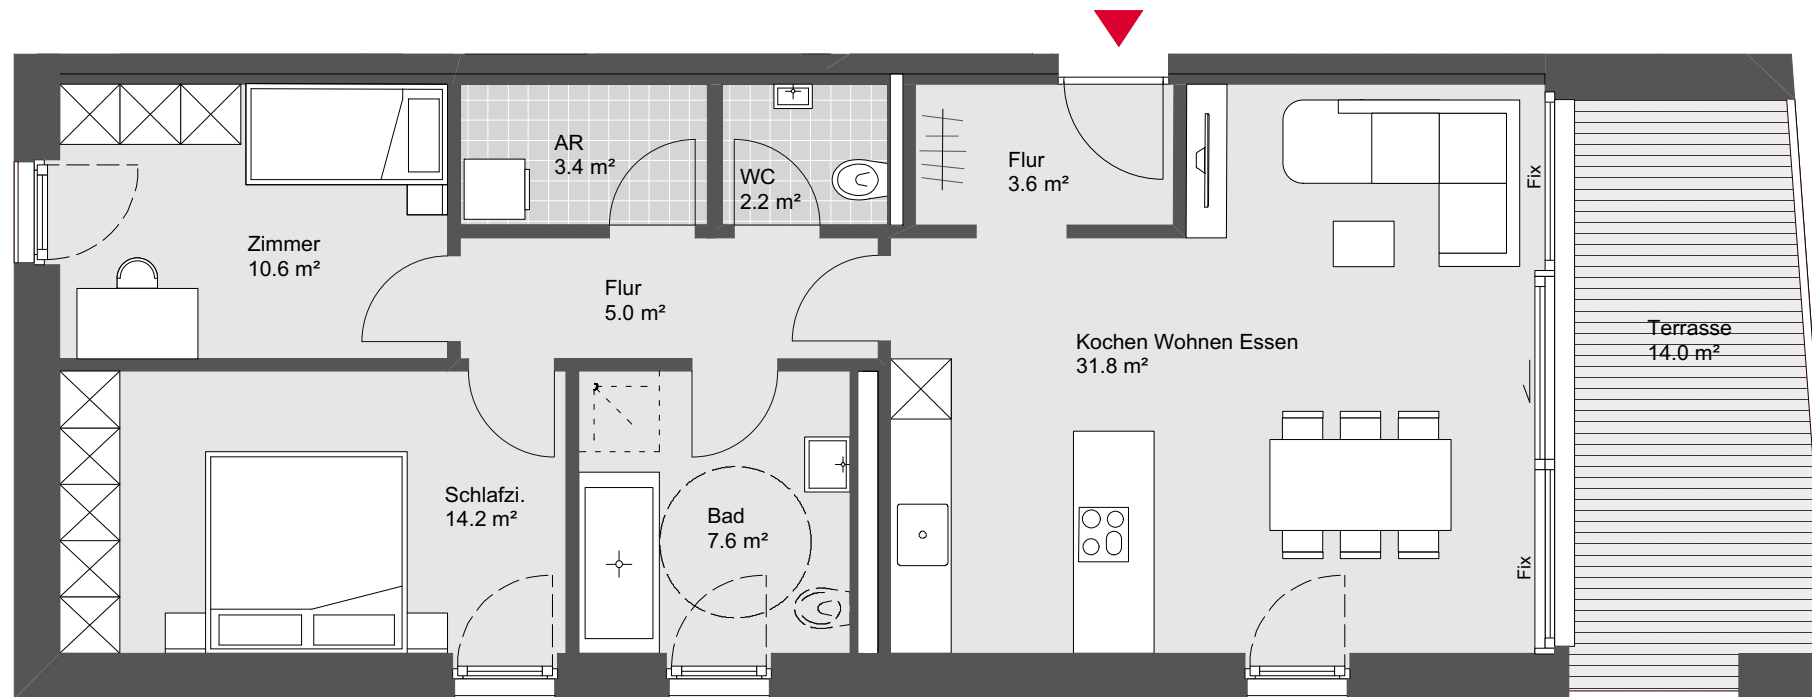 AR
3.4 m²
WC
2.2 m²
Flur
3.6 m²
Fix
Zimmer
10.6 m²
Flur
5.0 m²
Kochen Wohnen Essen
31.8 m²
Terrasse
14.0 m²
Schlafzi.
14.2 m²
Bad
7.6 m²
Fix